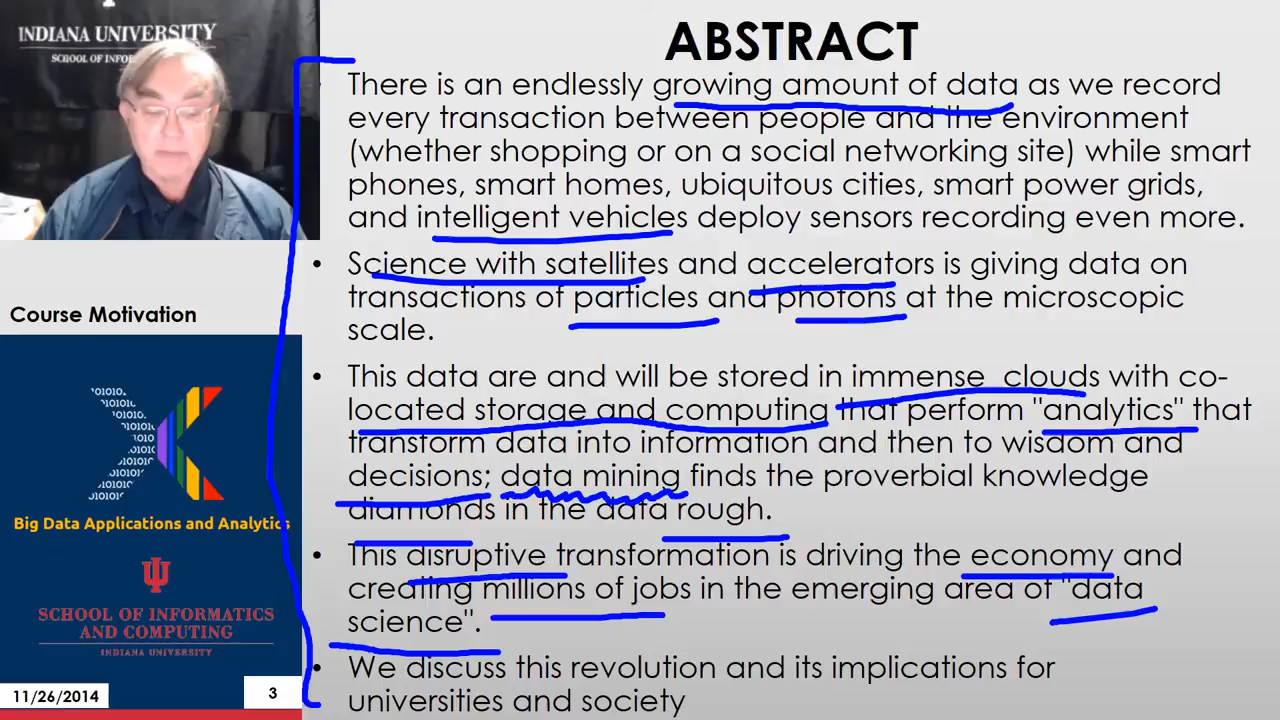 INDIANA UNIVERSITY
SCHOOL OF INFO
ABSTRACT
• There is an endlessly growing amount of data as we record
every transaction between people and the environment
(whether shopping or on a social networking site) while smart
phones, smart homes, ubiquitous cities, smart power grids,
and intelligent vehicles deploy sensors recording even more.
• Science with satellites and accelerators is giving data on
transactions of particles and photons at the microscopic
scale.
• This data are and will be stored in immense clouds with co-
located storage and computing that perform "analytics" that
transform data into information and then to wisdom and
decisions; data mining finds the proverbial knowledge
diamonds in the data rough.
• This disruptive transformation is driving the economy and
creating millions of jobs in the emerging area of "data
science".
• We discuss this revolution and its implications for
universities and society
Course Motivation
Big Data Applications and Analytics
SCHOOL OF INFORMATICS
AND COMPUTING
INDIANA UNIVERSITY
11/26/2014
3